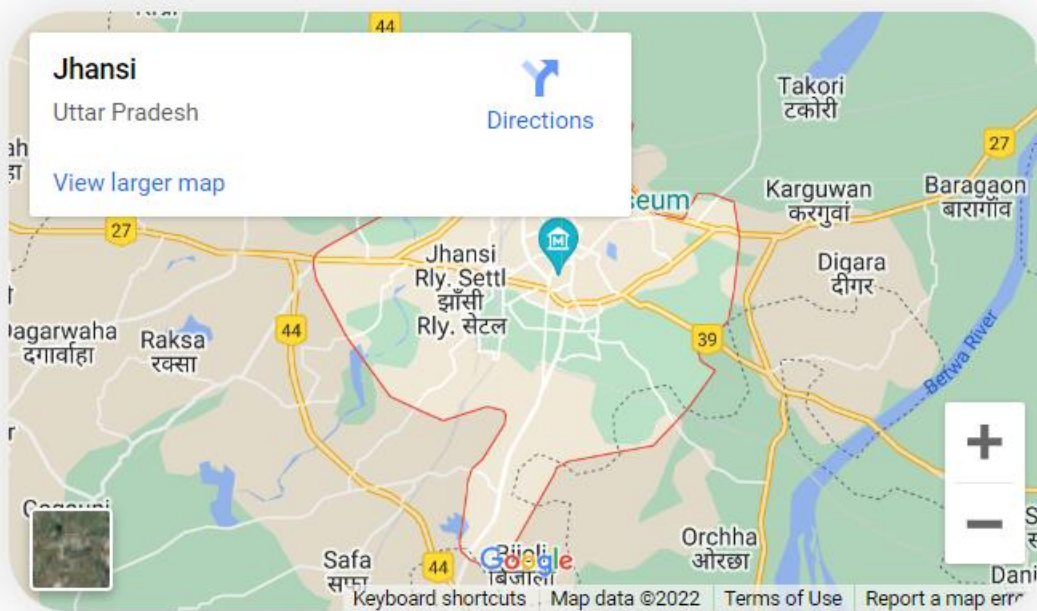 44
Jhansi
Uttar Pradesh
Directions
View larger map
Takori
टकोरी
27
Karguwan
करगुवां
Baragaon
बारागाँव
seum
27
Jhansi
Rly. Settl
झाँसी
Rly. सेटल
Digara
दीगर
Dagarwaha
दगार्वाहा
Raksa
रक्सा
44
39
Betwa River
Orchha
ओरछा
Safa
सफ़ा
44
Bijoli
बिजौली
Google
Keyboard shortcuts
Map data ©2022
Terms of Use
Report a map error